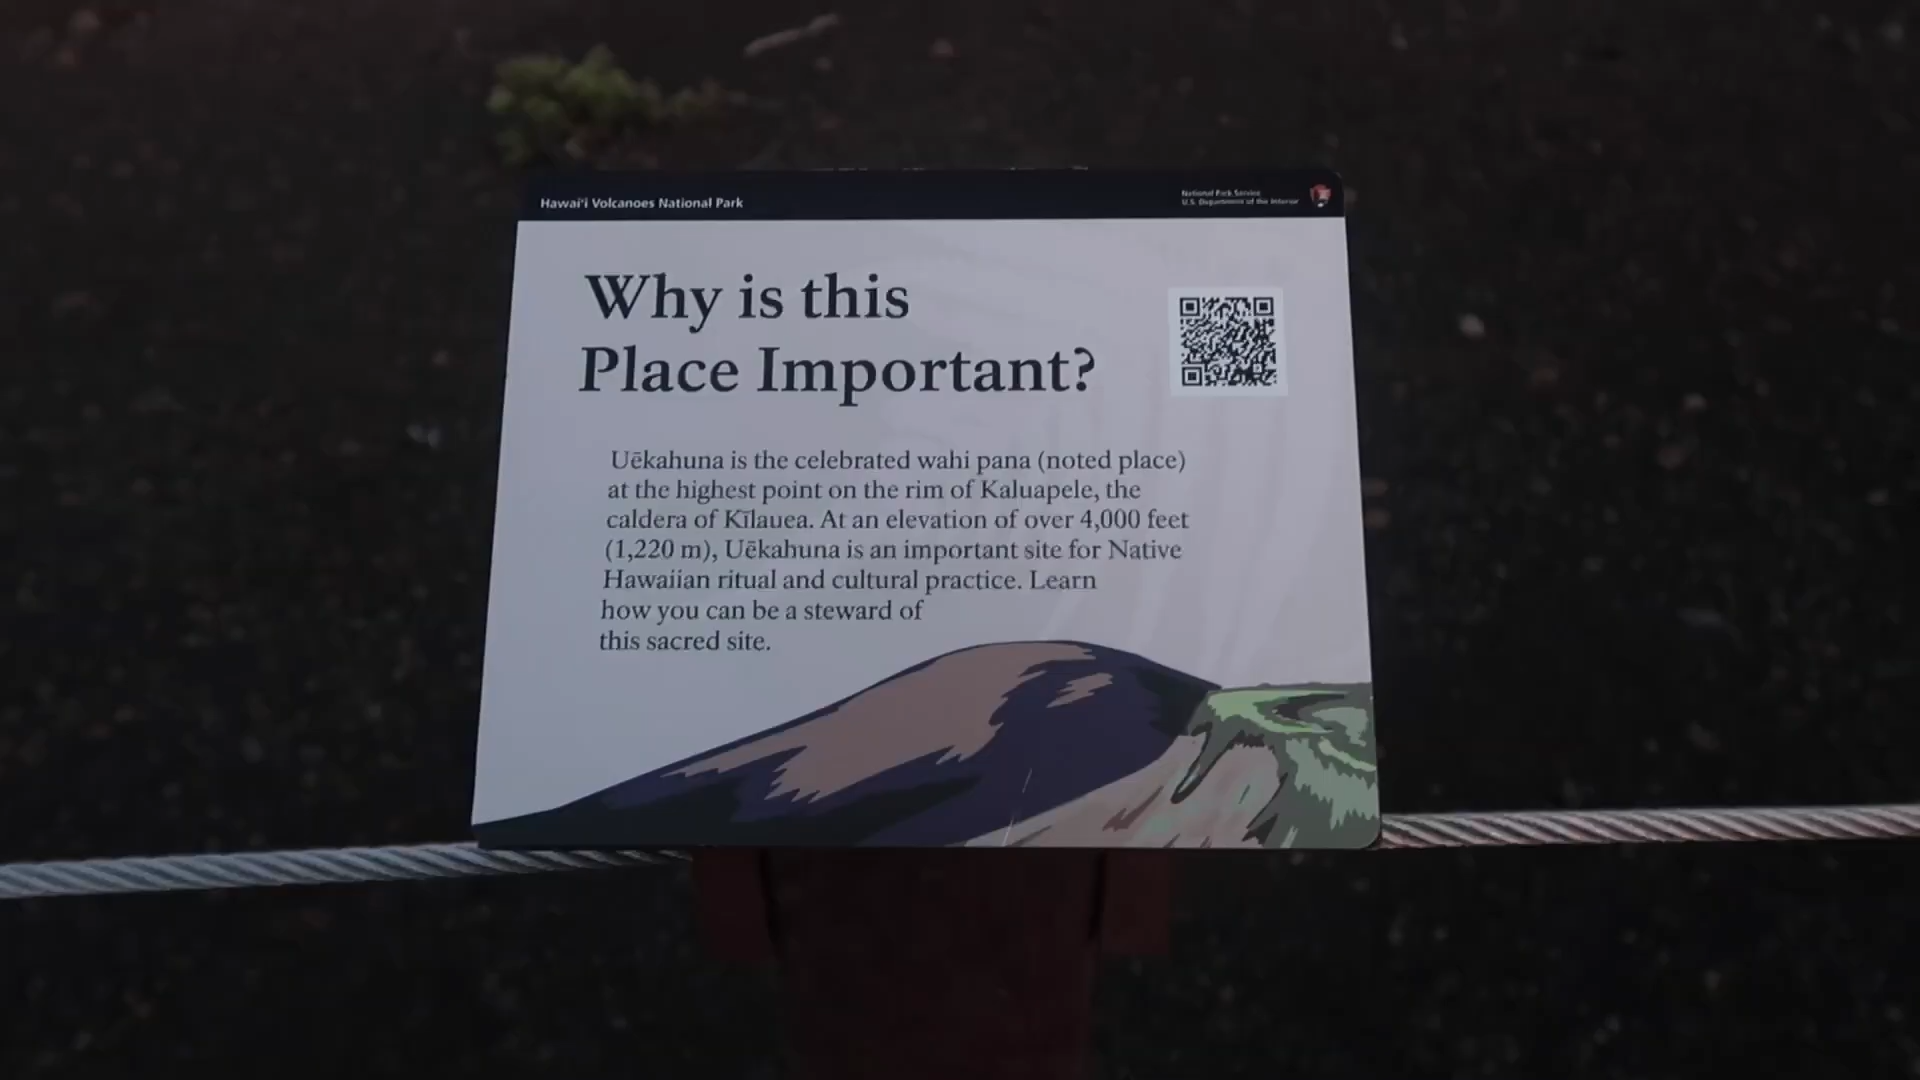 Hawai'i Volcanoes National Park
National Park Service
U.S. Department of the Interior
Why is this
Place Important?
Uēkahuna is the celebrated wahi pana (noted place)
at the highest point on the rim of Kaluapele, the
caldera of Kīlauea. At an elevation of over 4,000 feet
(1,220 m), Uēkahuna is an important site for Native
Hawaiian ritual and cultural practice. Learn
how you can be a steward of
this sacred site.